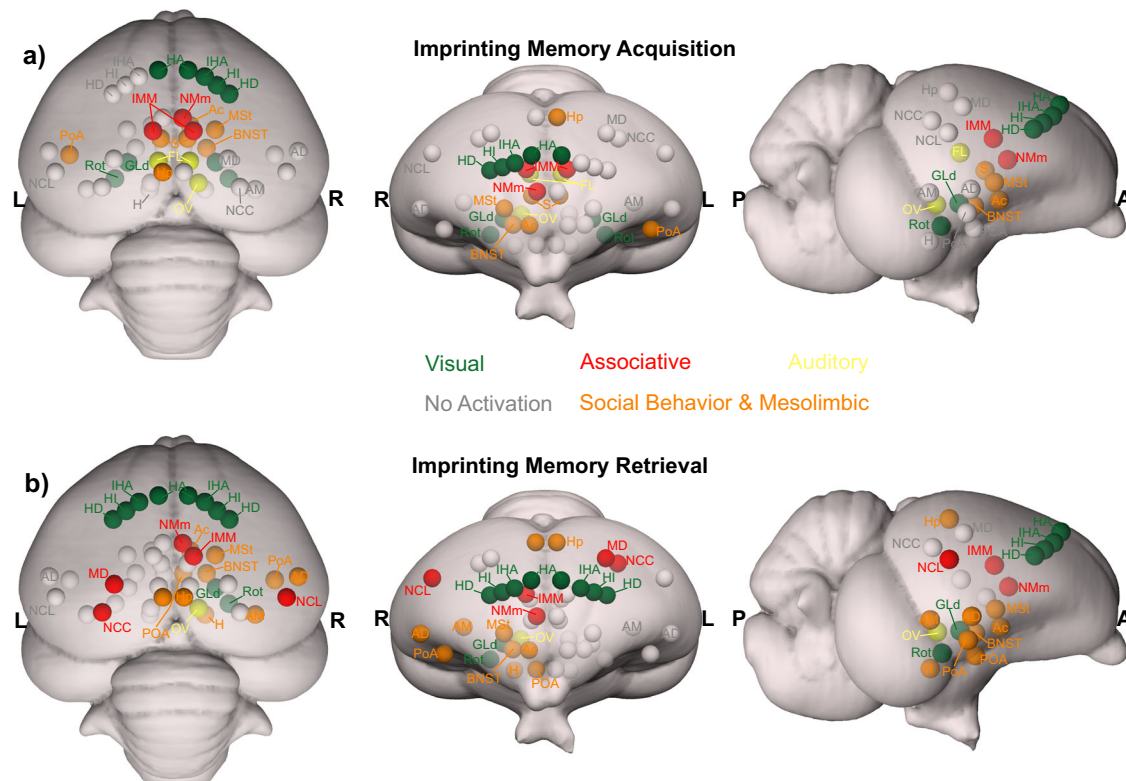 a)
Imprinting Memory Acquisition
IHA
HI
HD
HA
IHA
HI
HD
IMM
NMm
Ac
MSt
BNST
PoA
S
FL
Rot
GLd
MD
AD
NCL
H
OV
AM
NCC
L
R
Hp
MD
NCC
NCL
HD
HI
IHA
HA
IMM
FL
NMm
MSt
S
AD
GLd
OV
AM
GLd
Rot
BNST
Rot
PoA
R
L
Hp
MD
NCC
NCL
HA
IHA
HI
HD
IMM
FL
NMm
S
MSt
GLd
AM
AD
Ac
OV
BNST
Rot
H
PoA
P
A
Visual
Associative
Auditory
No Activation
Social Behavior & Mesolimbic
b)
Imprinting Memory Retrieval
HD
HI
IHA
HA
IHA
HI
HD
NMm
Ac
IMM
MSt
BNST
PoA
AD
MD
NCL
Hp
GLd
Rot
NCL
NCC
POA
OV
H
L
R
Hp
MD
NCC
NCL
HD
HI
IHA
HA
IHA
HI
HD
IMM
NMm
AD
AM
MSt
OV
GLd
AM
AD
PoA
Rot
BNST
H
POA
R
L
Hp
MD
NCC
NCL
HA
IHA
HI
HD
IMM
NMm
MSt
GLd
Ac
OV
BNST
Rot
POA
PoA
P
A